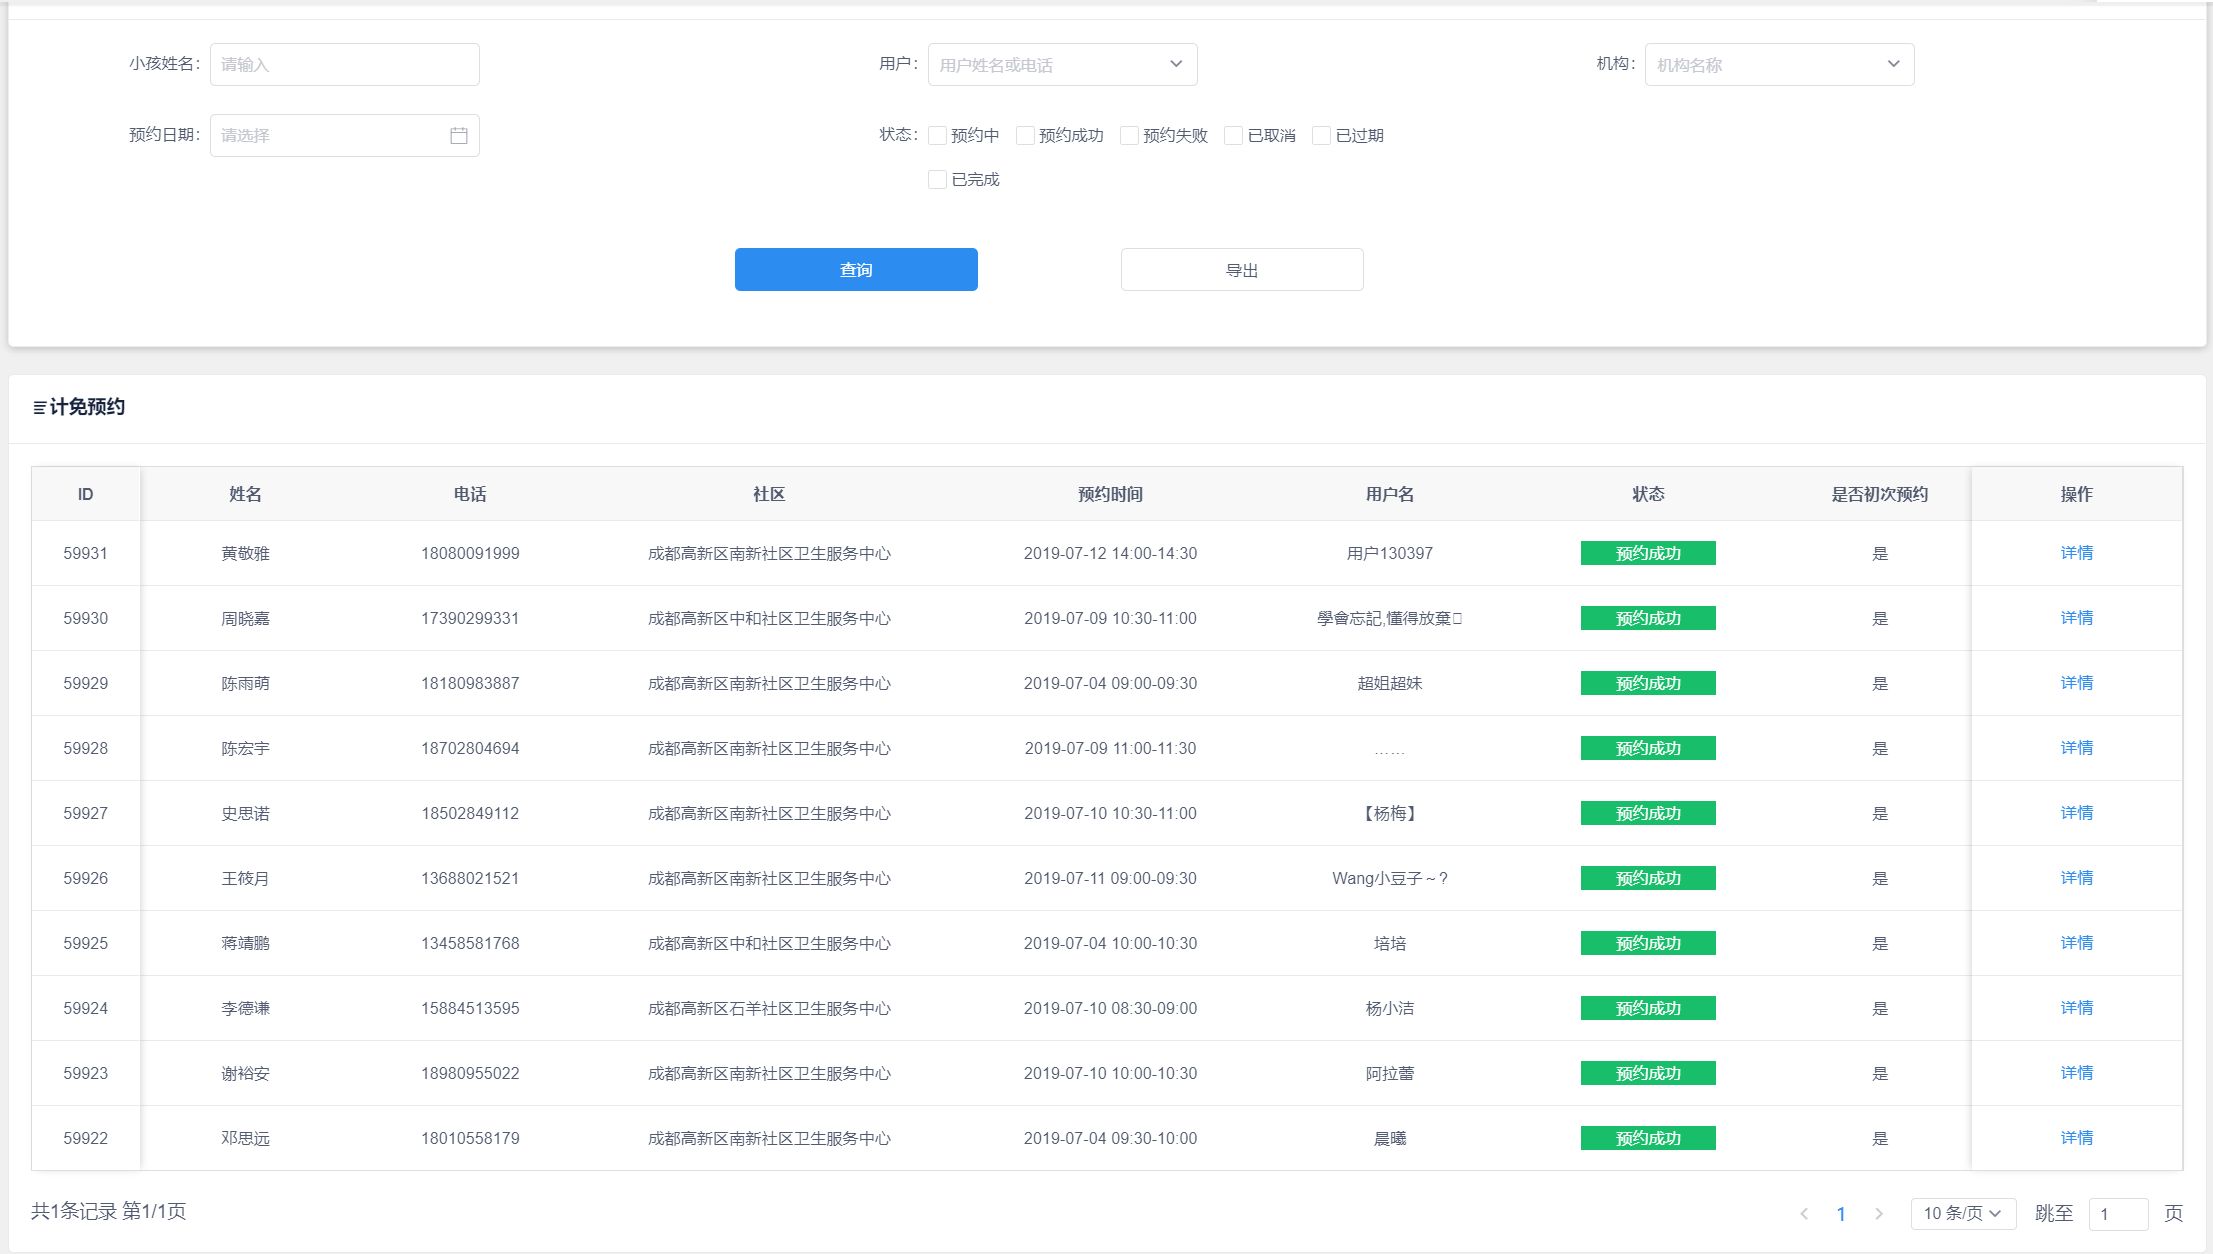 小孩姓名: 请输入 用户: 用户姓名或电话 机构: 机构名称
预约日期: 请选择 状态: 预约中 预约成功 预约失败 已取消 已过期
已完成
查询 导出
计免预约
ID 姓名 电话 社区 预约时间 用户名 状态 是否初次预约 操作
59931 黄敬雅 18080091999 成都高新区南新社区卫生服务中心 2019-07-12 14:00-14:30 用户130397 预约成功 是 详情
59930 周晓嘉 17390299331 成都高新区中和社区卫生服务中心 2019-07-09 10:30-11:00 學會忘記,懂得放棄 预约成功 是 详情
59929 陈雨萌 18180983887 成都高新区南新社区卫生服务中心 2019-07-04 09:00-09:30 超姐超妹 预约成功 是 详情
59928 陈宏宇 18702804694 成都高新区南新社区卫生服务中心 2019-07-09 11:00-11:30 …… 预约成功 是 详情
59927 史思诺 18502849112 成都高新区南新社区卫生服务中心 2019-07-10 10:30-11:00 【杨梅】 预约成功 是 详情
59926 王筱月 13688021521 成都高新区南新社区卫生服务中心 2019-07-11 09:00-09:30 Wang小豆子~? 预约成功 是 详情
59925 蒋靖鹏 13458581768 成都高新区中和社区卫生服务中心 2019-07-04 10:00-10:30 培培 预约成功 是 详情
59924 李德谦 15884513595 成都高新区石羊社区卫生服务中心 2019-07-10 08:30-09:00 杨小洁 预约成功 是 详情
59923 谢裕安 18980955022 成都高新区南新社区卫生服务中心 2019-07-10 10:00-10:30 阿拉蕾 预约成功 是 详情
59922 邓思远 18010558179 成都高新区南新社区卫生服务中心 2019-07-04 09:30-10:00 晨曦 预约成功 是 详情
共1条记录 第1/1页 1 10 条/页 跳至 1 页